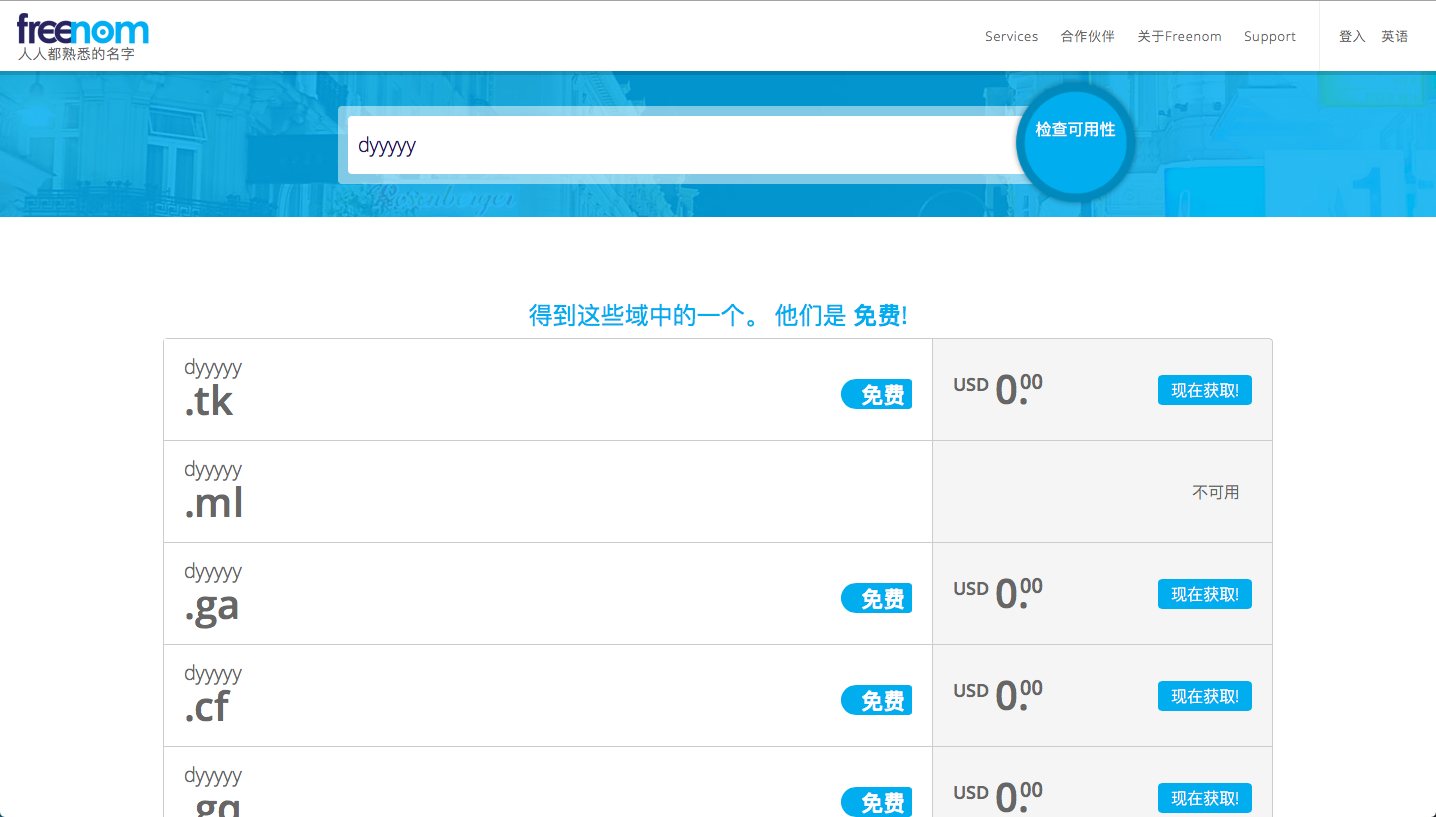 freenom
人人都熟悉的名字
Services 合作伙伴 关于Freenom Support 登入 英语
dyyyyy
检查可用性
得到这些域中的一个。 他们是 免费!
dyyyyy
.tk
免费
USD 0.00
现在获取!
dyyyyy
.ml
不可用
dyyyyy
.ga
免费
USD 0.00
现在获取!
dyyyyy
.cf
免费
USD 0.00
现在获取!
dyyyyy
.gq
免费
USD 0.00
现在获取!